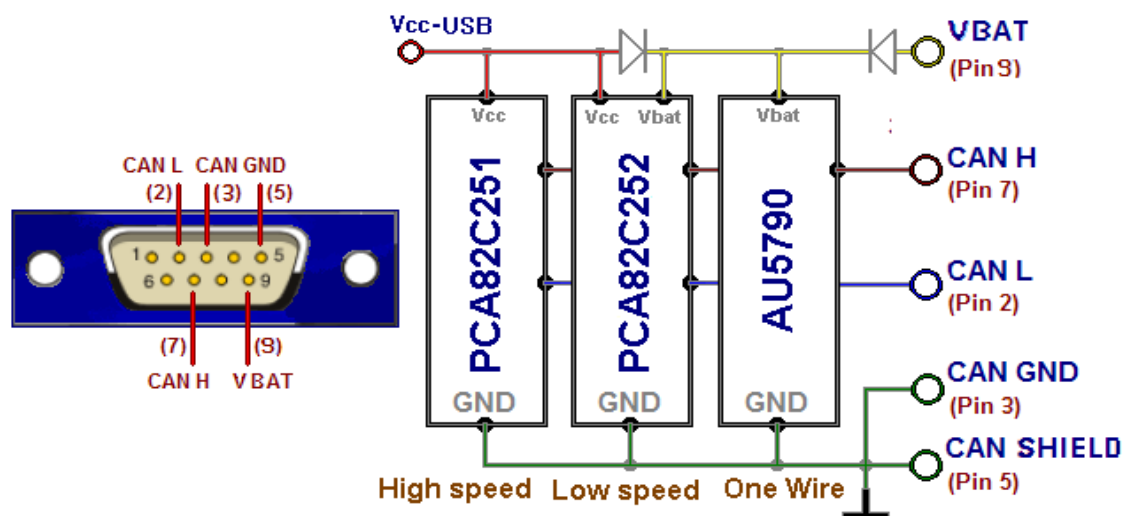 CAN L CAN GND
(2) (3) (5)
1 5
6 9
(7) (9)
CAN H VBAT
Vcc-USB
VBAT
(Pin 9)
Vcc Vcc Vbat Vbat
PCA82C251
PCA82C252
AU5790
GND GND GND
:
CAN H
(Pin 7)
CAN L
(Pin 2)
CAN GND
(Pin 3)
CAN SHIELD
(Pin 5)
High speed Low speed One Wire